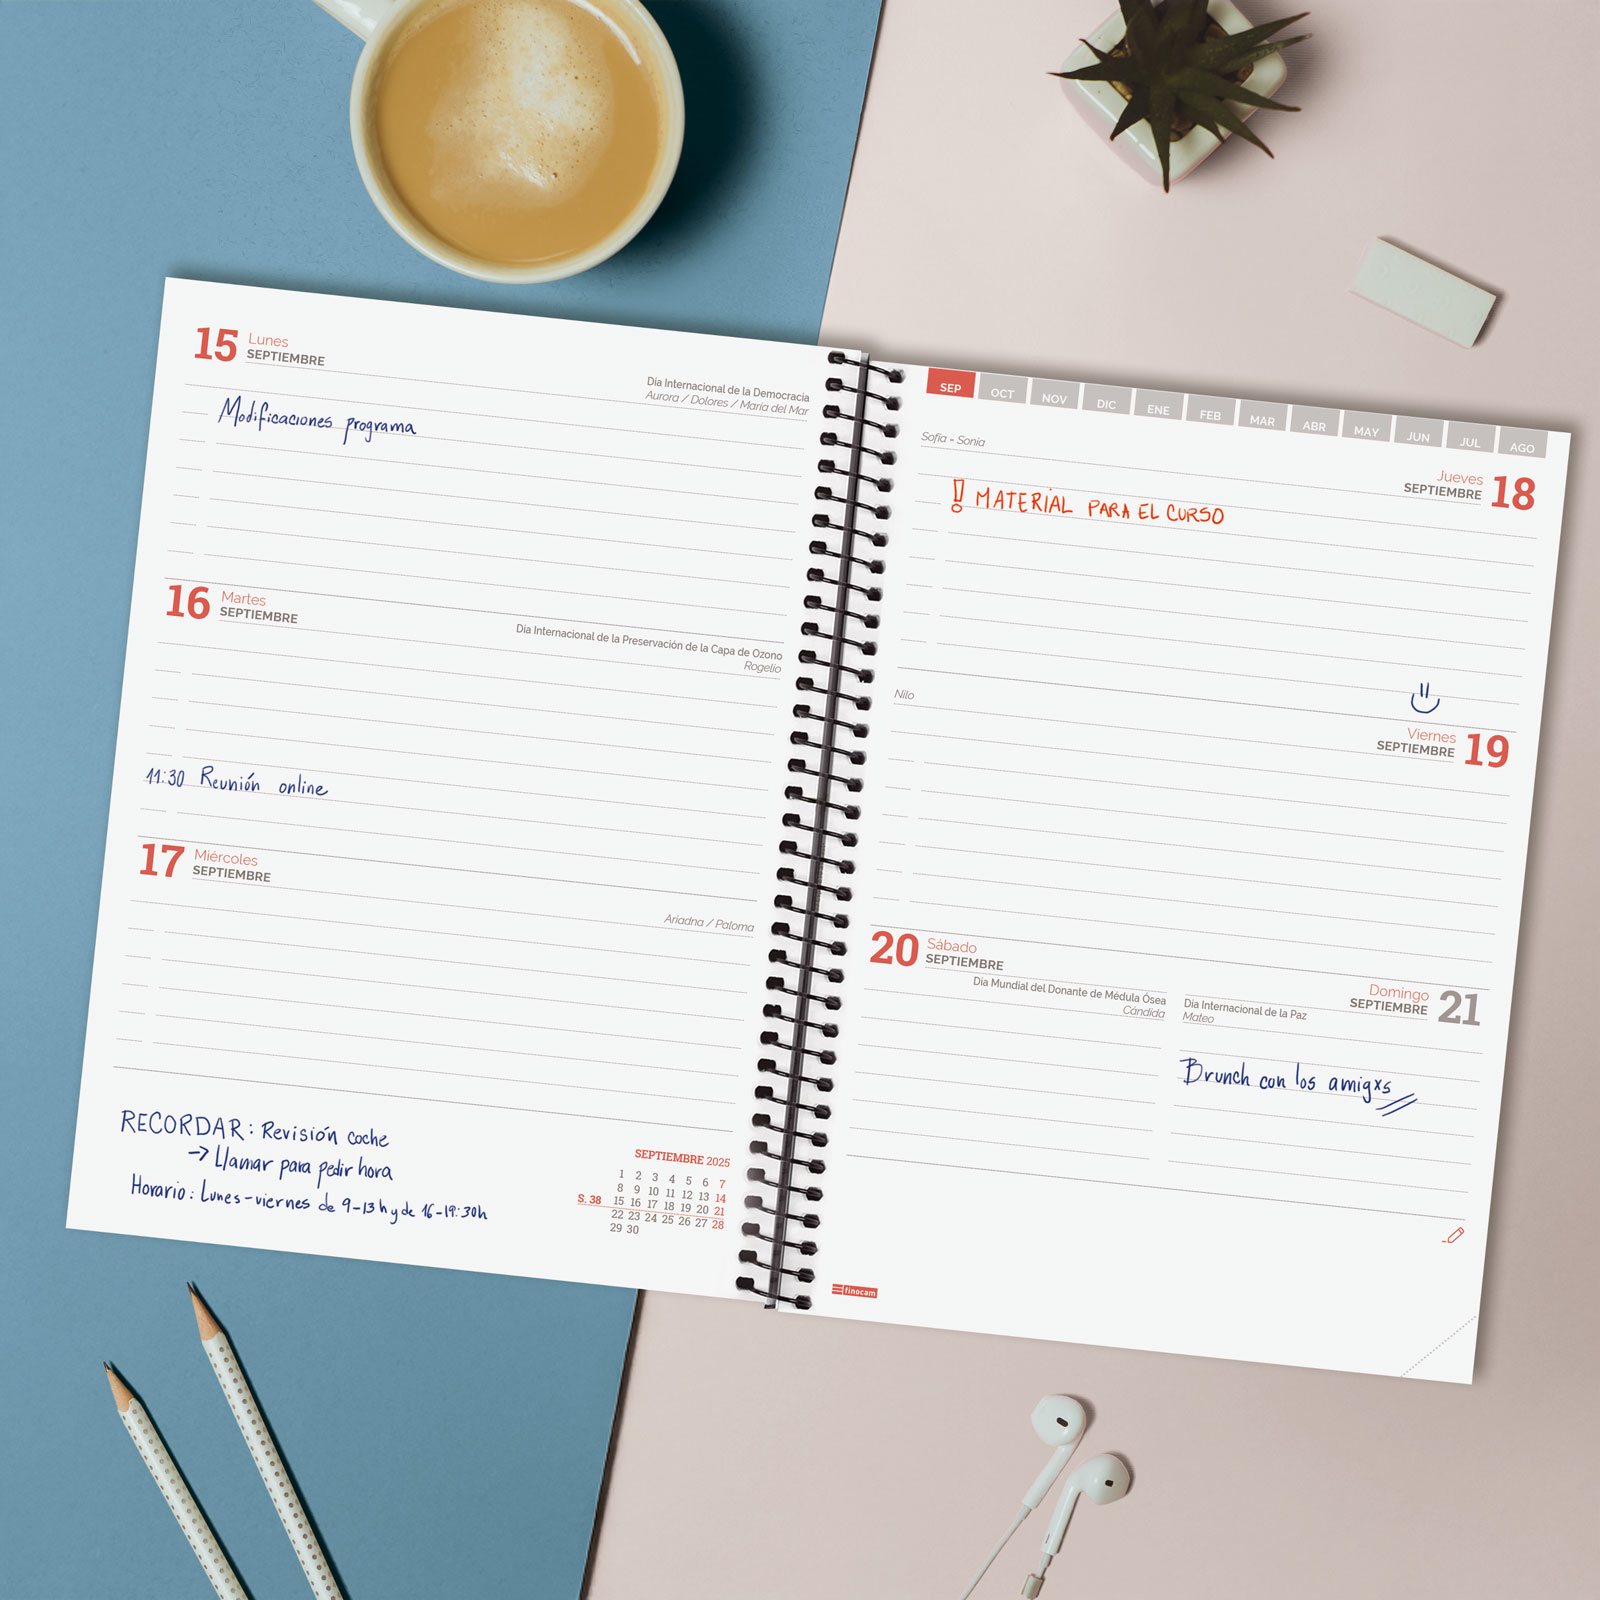 15 Lunes
SEPTIEMBRE
Día Internacional de la Democracia
Aurora / Dolores / María del Mar
Modificaciones programa
16 Martes
SEPTIEMBRE
Día Internacional de la Preservación de la Capa de Ozono
Rogelio
11:30 Reunión online
17 Miércoles
SEPTIEMBRE
Ariadna / Paloma
RECORDAR: Revisión coche
→ Llamar para pedir hora
Horario: Lunes-viernes de 9-13h y de 16-19:30h
SEPTIEMBRE 2025
1 2 3 4 5 6 7
8 9 10 11 12 13 14
S. 38 15 16 17 18 19 20 21
22 23 24 25 26 27 28
29 30
SEP OCT NOV DIC ENE FEB MAR ABR MAY JUN JUL AGO
Sofía - Sonia
Jueves 18
SEPTIEMBRE
! MATERIAL PARA EL CURSO
Nilo
Viernes 19
SEPTIEMBRE
20 Sábado
SEPTIEMBRE
Día Mundial del Donante de Médula Ósea
Cándida
Domingo 21
SEPTIEMBRE
Día Internacional de la Paz
Mateo
Brunch con los amigxs
finocam